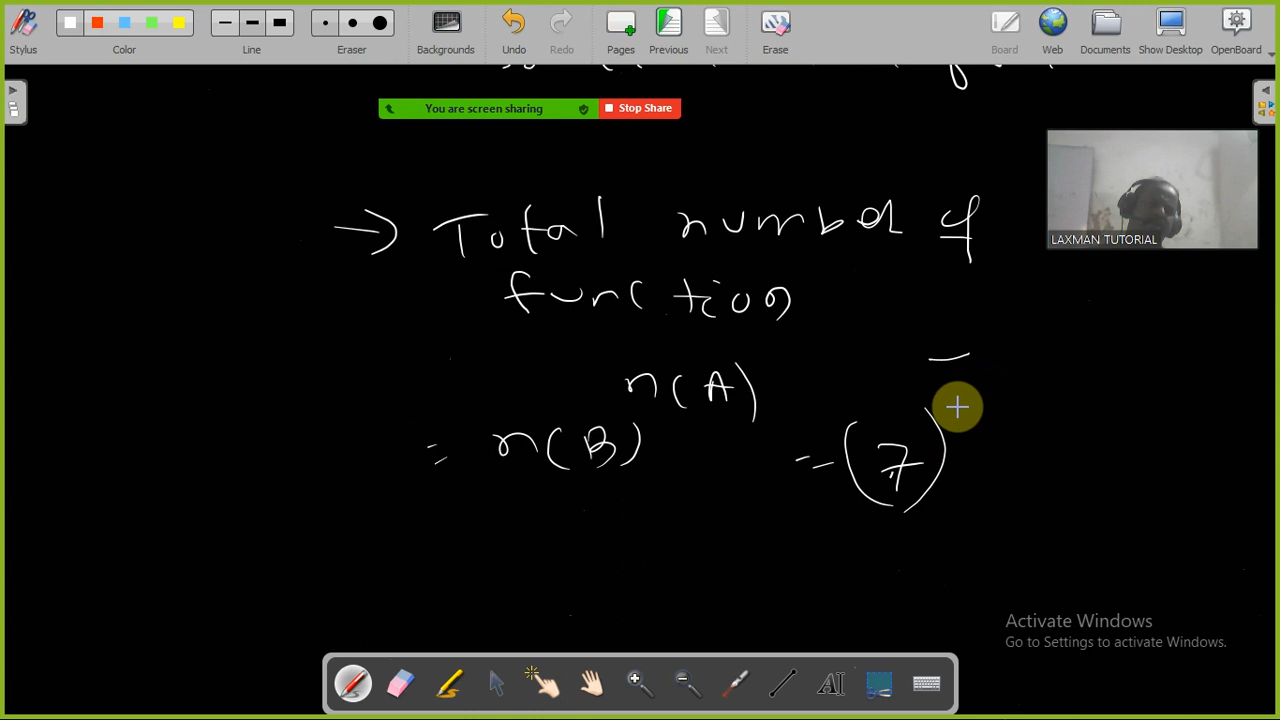 Stylus Color Line Eraser Backgrounds Undo Redo Pages Previous Next Erase Board Web Documents Show Desktop OpenBoard
You are screen sharing Stop Share
LAXMAN TUTORIAL
→ Total number of
function
= n(B)^n(A) = (7)
Activate Windows
Go to Settings to activate Windows.